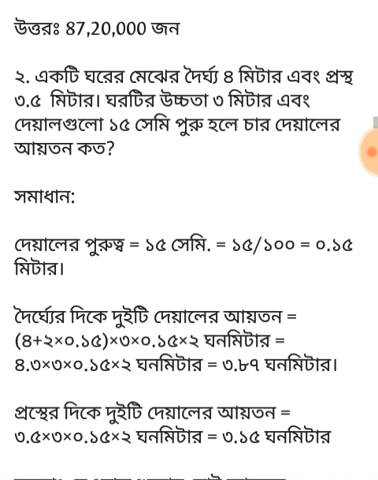 উত্তরঃ 87,20,000 জন
২. একটি ঘরের মেঝের দৈর্ঘ্য ৪ মিটার এবং প্রস্থ
৩.৫ মিটার। ঘরটির উচ্চতা ৩ মিটার এবং
দেয়ালগুলো ১৫ সেমি পুরু হলে চার দেয়ালের
আয়তন কত?
সমাধান:
দেয়ালের পুরুত্ব = ১৫ সেমি. = ১৫/১০০ = ০.১৫
মিটার।
দৈর্ঘ্যের দিকে দুইটি দেয়ালের আয়তন =
(৪+২×০.১৫)×৩×০.১৫×২ ঘনমিটার =
৪.৩×৩×০.১৫×২ ঘনমিটার = ৩.৮৭ ঘনমিটার।
প্রস্থের দিকে দুইটি দেয়ালের আয়তন =
৩.৫×৩×০.১৫×২ ঘনমিটার = ৩.১৫ ঘনমিটার